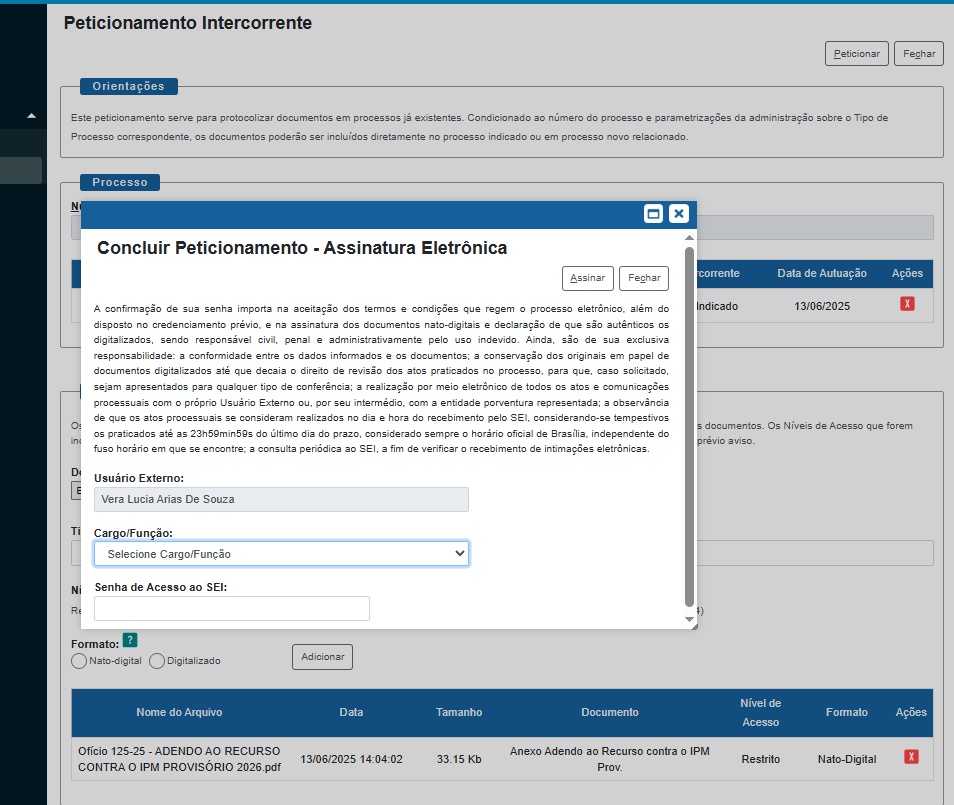 Peticionamento Intercorrente
Peticionar
Fechar
Orientações
Este peticionamento serve para protocolizar documentos em processos já existentes. Condicionado ao número do processo e parametrizações da administração sobre o Tipo de
Processo correspondente, os documentos poderão ser incluídos diretamente no processo indicado ou em processo novo relacionado.
Processo
Concluir Peticionamento - Assinatura Eletrônica
Assinar
Fechar
A confirmação de sua senha importa na aceitação dos termos e condições que regem o processo eletrônico, além do
disposto no credenciamento prévio, e na assinatura dos documentos nato-digitais e declaração de que são autênticos os
digitalizados, sendo responsável civil, penal e administrativamente pelo uso indevido. Ainda, são de sua exclusiva
responsabilidade: a conformidade entre os dados informados e os documentos; a conservação dos originais em papel de
documentos digitalizados até que decaia o direito de revisão dos atos praticados no processo, para que, caso solicitado,
sejam apresentados para qualquer tipo de conferência; a realização por meio eletrônico de todos os atos e comunicações
processuais com o próprio Usuário Externo ou, por seu intermédio, com a entidade porventura representada; a observância
de que os atos processuais se consideram realizados no dia e hora do recebimento pelo SEI, considerando-se tempestivos
os praticados até as 23h59min59s do último dia do prazo, considerado sempre o horário oficial de Brasília, independente do
fuso horário em que se encontre; a consulta periódica ao SEI, a fim de verificar o recebimento de intimações eletrônicas.
Usuário Externo:
Vera Lucia Arias De Souza
Cargo/Função:
Selecione Cargo/Função
Senha de Acesso ao SEI:
rcorrente Data de Autuação Ações
Indicado 13/06/2025 X
s documentos. Os Níveis de Acesso que forem
prévio aviso.
Formato: ?
Nato-digital Digitalizado
Adicionar
Nome do Arquivo Data Tamanho Documento Nível de Acesso Formato Ações
Ofício 125-25 - ADENDO AO RECURSO
CONTRA O IPM PROVISÓRIO 2026.pdf
13/06/2025 14:04:02
33.15 Kb
Anexo Adendo ao Recurso contra o IPM
Prov.
Restrito
Nato-Digital
X